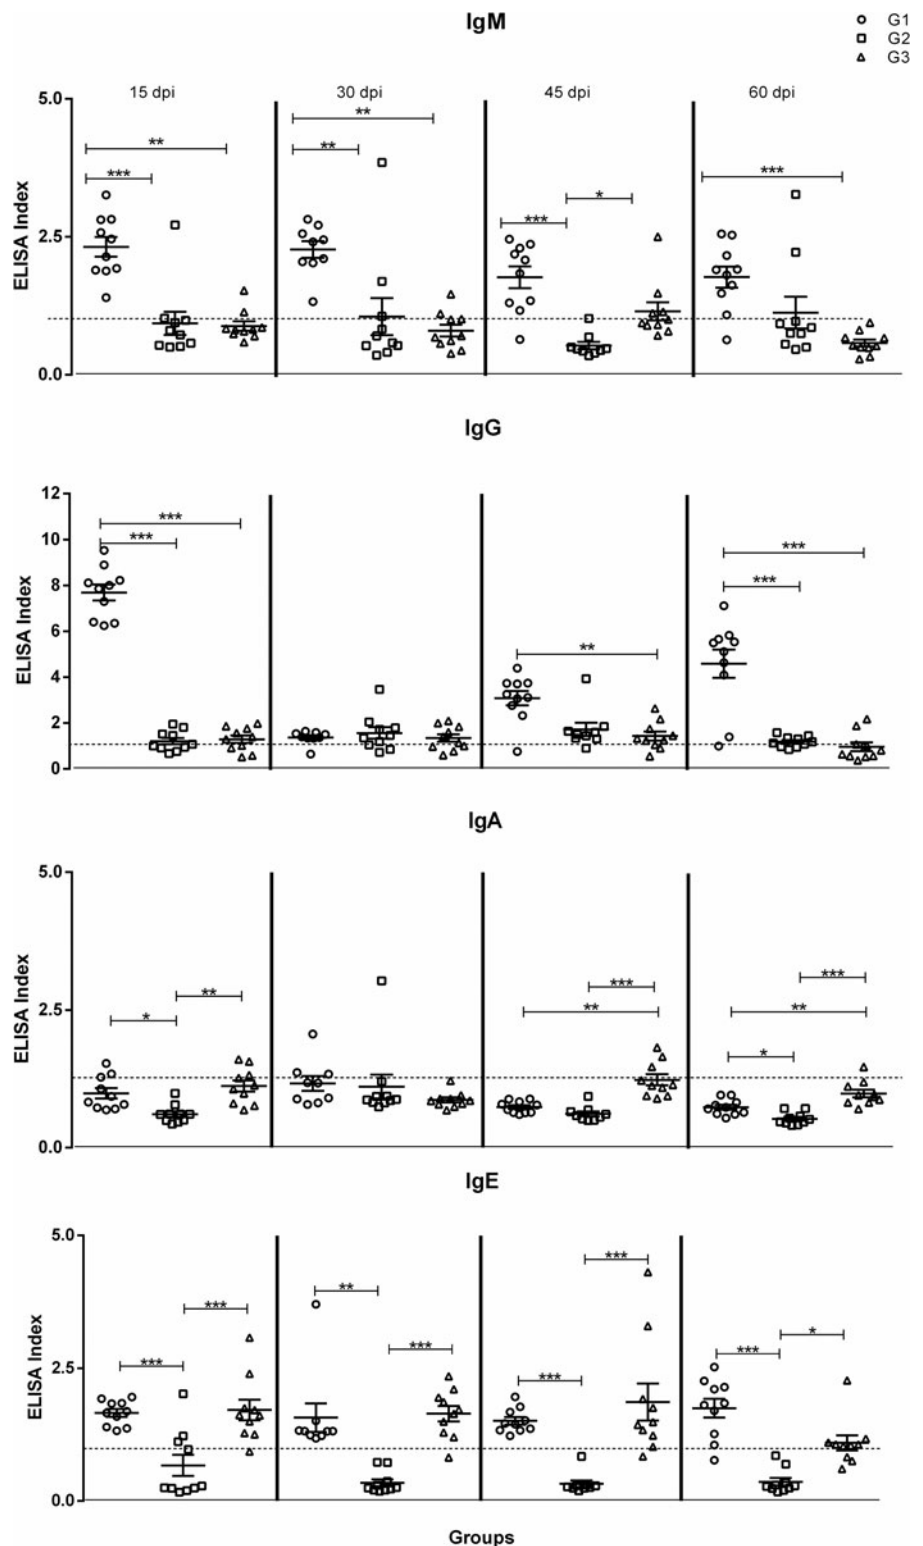 IgM
G1
G2
G3
15 dpi 30 dpi 45 dpi 60 dpi
5.0
** ** * ***
*** ** ***
ELISA Index
2.5
0.0
IgG
12
*** ***
*** ***
10
ELISA Index
8
6
**
4
2
0
IgA
5.0
*** ***
ELISA Index
2.5
** ** **
* *
0.0
IgE
5.0
***
**
*** *
*** *** *** ***
ELISA Index
2.5
0.0
Groups